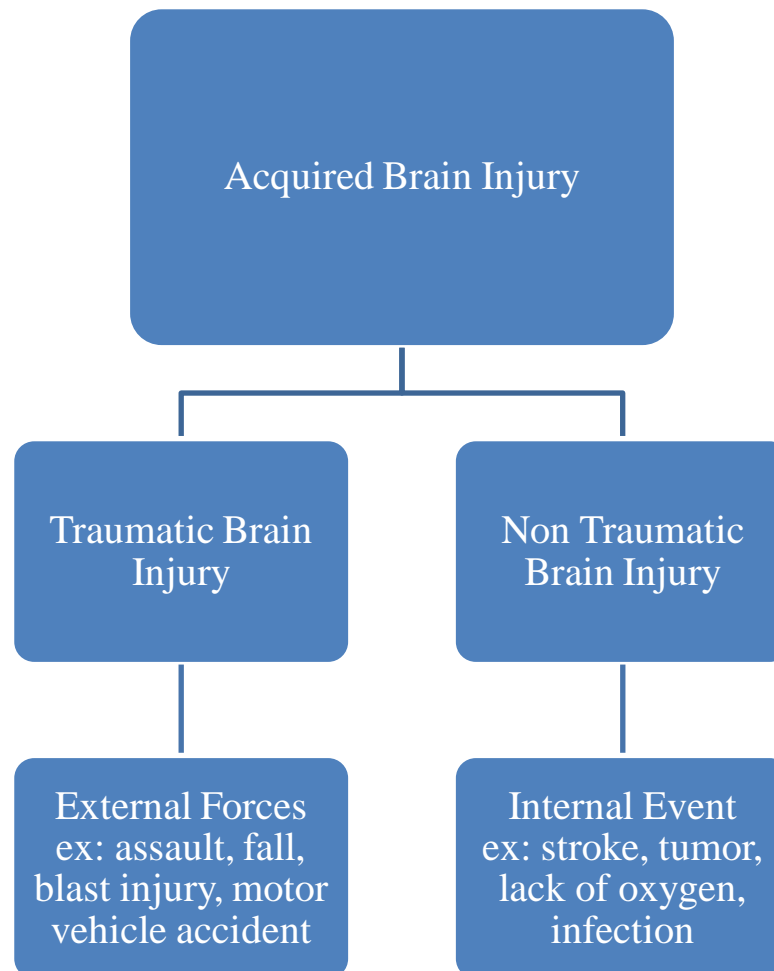 Acquired Brain Injury
Traumatic Brain
Injury
Non Traumatic
Brain Injury
External Forces
ex: assault, fall,
blast injury, motor
vehicle accident
Internal Event
ex: stroke, tumor,
lack of oxygen,
infection